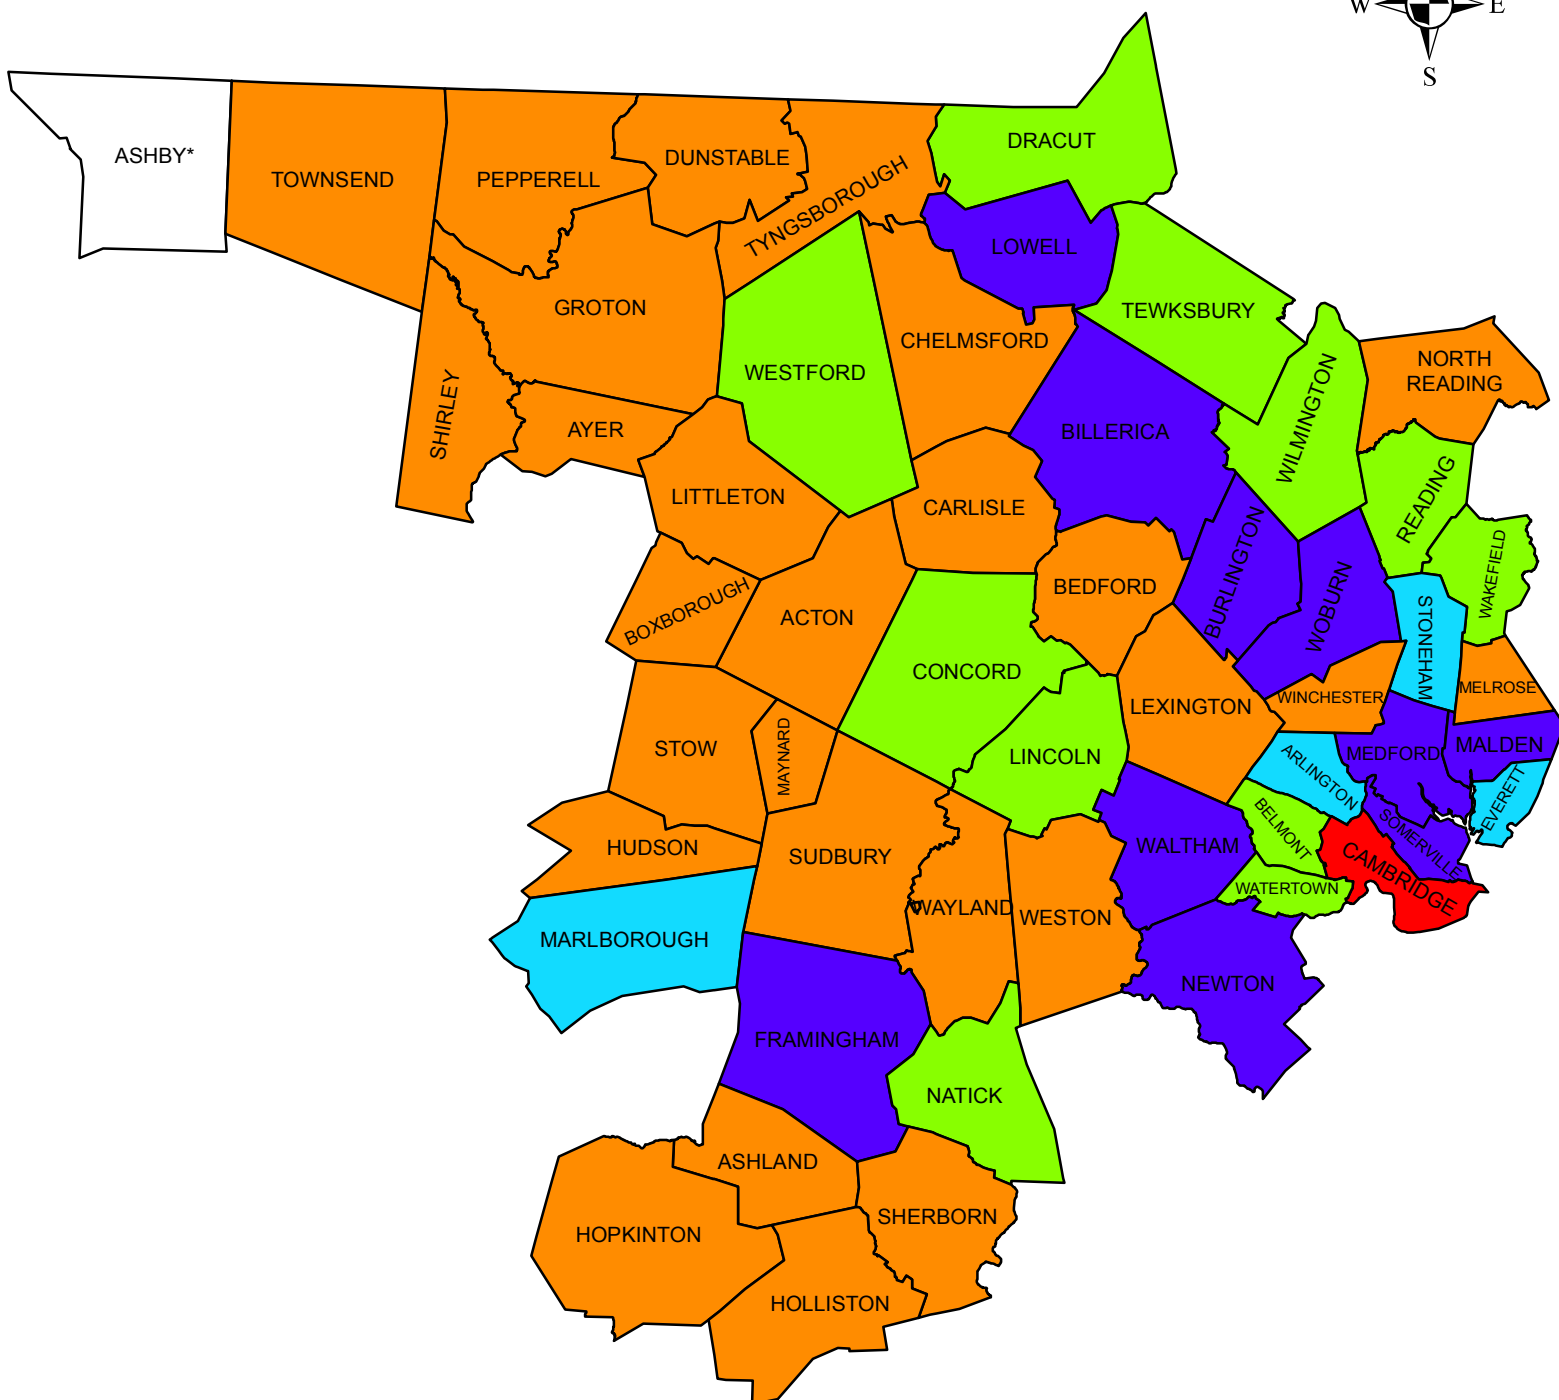 W E
S
DRACUT
ASHBY*
TOWNSEND
PEPPERELL
DUNSTABLE
TYNGSBOROUGH
LOWELL
GROTON
TEWKSBURY
CHELMSFORD
WESTFORD
NORTH
READING
WILMINGTON
SHIRLEY
AYER
BILLERICA
LITTLETON
CARLISLE
READING
BURLINGTON
WAKEFIELD
BEDFORD
WOBURN
BOXBOROUGH
ACTON
STONEHAM
CONCORD
LEXINGTON
WINCHESTER
MELROSE
STOW
MAYNARD
LINCOLN
ARLINGTON
MEDFORD
MALDEN
EVERETT
HUDSON
SUDBURY
WALTHAM
BELMONT
SOMERVILLE
CAMBRIDGE
WATERTOWN
WAYLAND
WESTON
MARLBOROUGH
NEWTON
FRAMINGHAM
NATICK
ASHLAND
SHERBORN
HOPKINTON
HOLLISTON